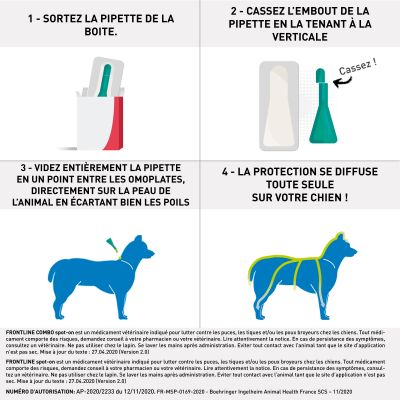 1 - SORTEZ LA PIPETTE DE LA
BOITE.
2 - CASSEZ L'EMBOUT DE LA
PIPETTE EN LA TENANT À LA
VERTICALE
Cassez !
3 - VIDEZ ENTIÈREMENT LA PIPETTE
EN UN POINT ENTRE LES OMOPLATES,
DIRECTEMENT SUR LA PEAU DE
L'ANIMAL EN ÉCARTANT BIEN LES POILS
4 - LA PROTECTION SE DIFFUSE
TOUTE SEULE
SUR VOTRE CHIEN !
FRONTLINE COMBO spot-on est un médicament vétérinaire indiqué pour lutter contre les puces, les tiques et/ou les poux broyeurs chez les chiens. Tout médi-
cament comporte des risques, demandez conseil à votre pharmacien ou votre vétérinaire. Lire attentivement la notice. En cas de persistance des symptômes,
consultez un vétérinaire. Ne pas utiliser chez le lapin. Se laver les mains après administration. Éviter tout contact avec l'animal tant que le site d'application
n'est pas sec. Mise à jour du texte : 27.04.2020 (Version 2.0)
FRONTLINE spot-on est un médicament vétérinaire indiqué pour lutter contre les puces, les tiques et/ou les poux broyeurs chez les chiens. Tout médicament
comporte des risques, demandez conseil à votre pharmacien ou votre vétérinaire. Lire attentivement la notice. En cas de persistance des symptômes, consultez
un vétérinaire. Ne pas utiliser chez le lapin. Se laver les mains après administration. Éviter tout contact avec l'animal tant que le site d'application n'est pas
sec. Mise à jour du texte : 27.04.2020 (Version 2.0)
NUMÉRO D'AUTORISATION: AP-2020/2233 du 12/11/2020. FR-MSP-0169-2020 - Boehringer Ingelheim Animal Health France SCS – 11/2020